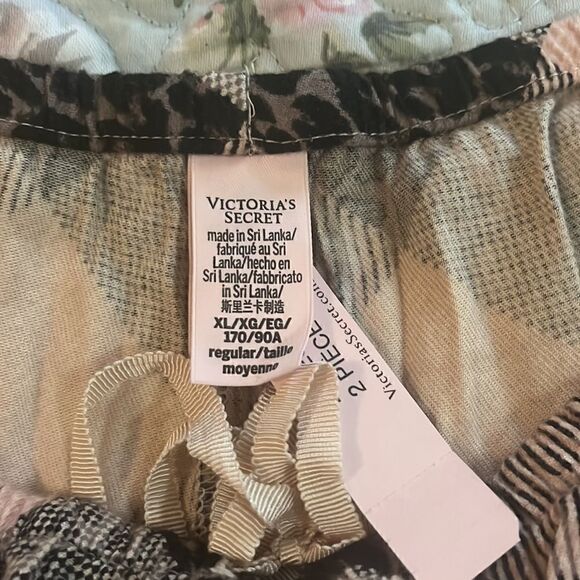 VICTORIA'S
SECRET
made in Sri Lanka/
fabriqué au Sri
Lanka/hecho en
Sri Lanka/fabbricato
in Sri Lanka/
斯里兰卡制造
XL/XG/EG/
170/90A
regular/taille
moyenne
VictoriasSecret.com
2 PIECE